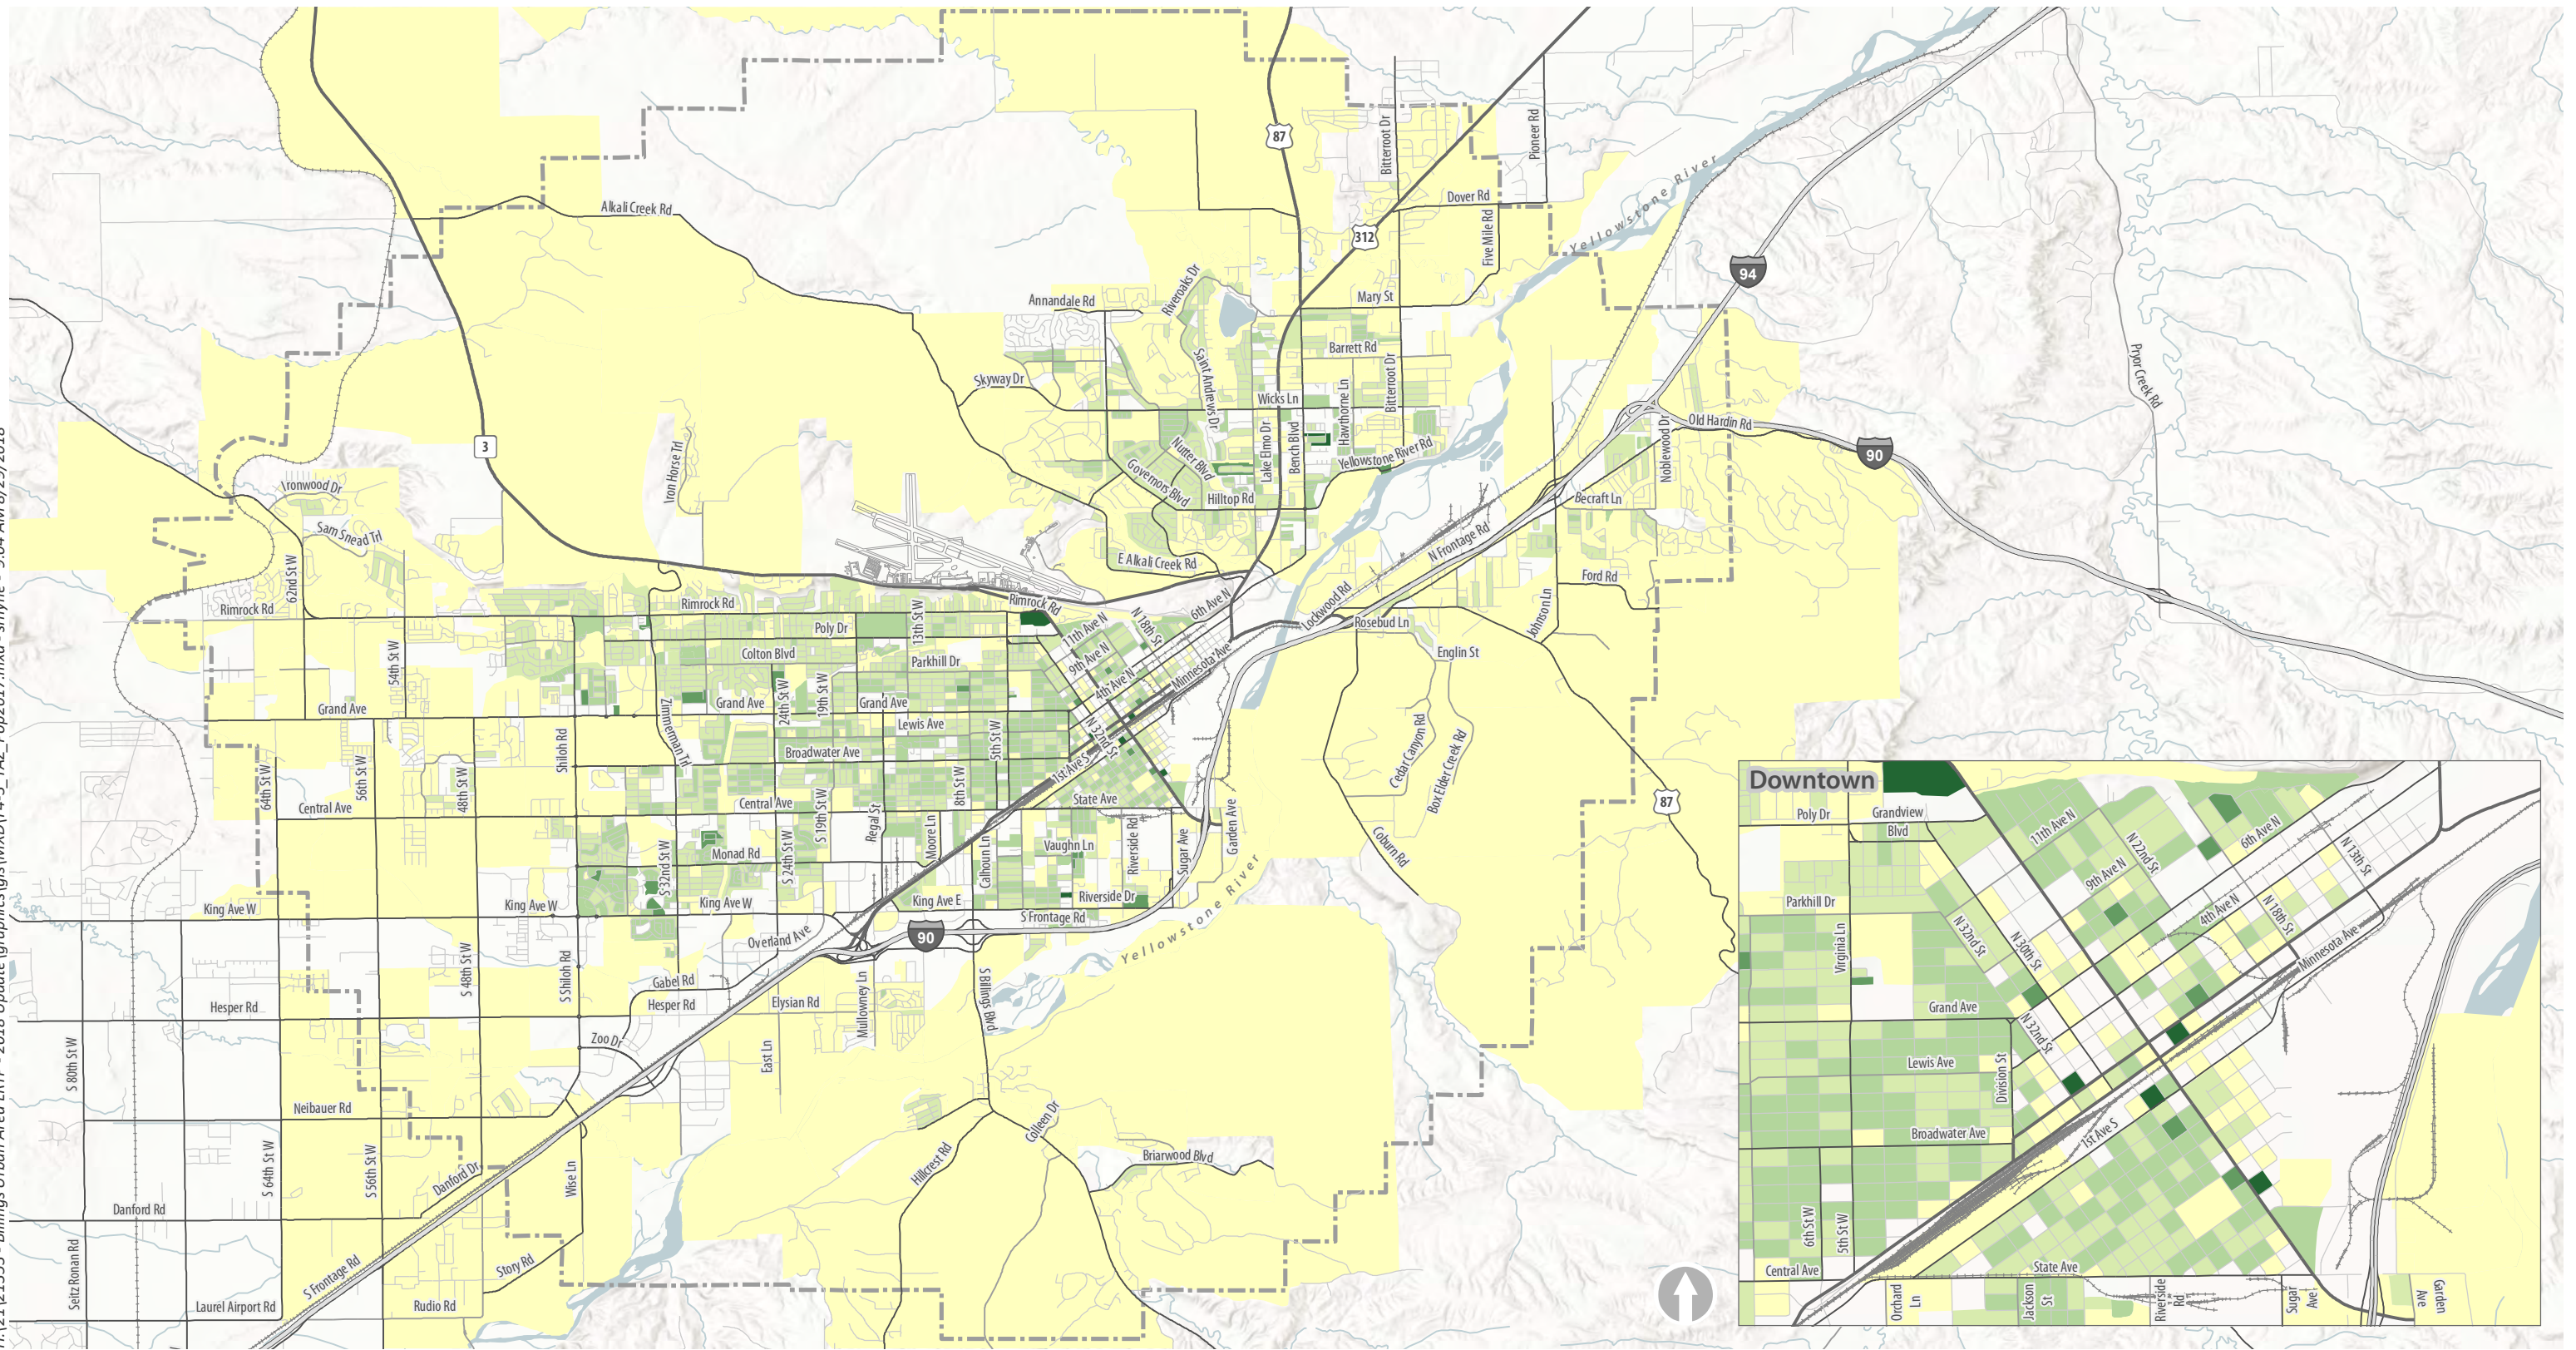 87
Bitterroot Dr
Pioneer Rd
Yellowstone River
Alkali Creek Rd
Dover Rd
312
Five Mile Rd
94
Annandale Rd
Riveroaks Dr
Mary St
Barrett Rd
Saint Andrews Dr
Skyway Dr
Hawthorne Ln
Bitterroot Dr
Pryor Creek Rd
Wicks Ln
Lake Elmo Dr
Bench Blvd
Noblewood Dr
Old Hardin Rd
90
3
Iron Horse Trl
Nutter Blvd
Governors Blvd
Yellowstone River Rd
Hilltop Rd
Becraft Ln
Ironwood Dr
Sam Snead Trl
N Frontage Rd
E Alkali Creek Rd
Ford Rd
62nd St W
Rimrock Rd
Rimrock Rd
Rimrock Rd
13th St W
Poly Dr
11th Ave N
N 18th St
6th Ave N
Lockwood Rd
Rosebud Ln
Johnson Ln
54th St W
Colton Blvd
Parkhill Dr
9th Ave N
4th Ave N
Minnesota Ave
Englin St
Grand Ave
Zimmerman Trl
Grand Ave
24th St W
19th St W
Grand Ave
Lewis Ave
5th St W
N 32nd St
Shiloh Rd
Broadwater Ave
Cedar Canyon Rd
Box Elder Creek Rd
64th St W
56th St W
48th St W
8th St W
1st Ave S
Central Ave
Central Ave
S 19th St W
State Ave
Regal St
Moore Ln
Calhoun Ln
Vaughn Ln
Riverside Rd
Sugar Ave
Garden Ave
Coburn Rd
87
Monad Rd
S 32nd St W
S 24th St W
King Ave W
King Ave W
King Ave W
King Ave E
Riverside Dr
S Frontage Rd
90
Overland Ave
Yellowstone River
S 48th St W
S Shiloh Rd
Gabel Rd
Hesper Rd
Hesper Rd
Elysian Rd
Mullowney Ln
S Billings Blvd
Zoo Dr
East Ln
S 80th St W
Neibauer Rd
Colleen Dr
Hillcrest Rd
Briarwood Blvd
S 64th St W
S 56th St W
Danford Dr
Wise Ln
Danford Rd
Seitz Ronan Rd
S Frontage Rd
Story Rd
Laurel Airport Rd
Rudio Rd
Downtown
Poly Dr
Grandview
Blvd
11th Ave N
N 22nd St
6th Ave N
N 13th St
9th Ave N
Parkhill Dr
Virginia Ln
N 32nd St
N 30th St
4th Ave N
N 18th St
Minnesota Ave
Grand Ave
N 32nd St
Lewis Ave
Division St
Broadwater Ave
1st Ave S
6th St W
5th St W
Central Ave
State Ave
Orchard
Ln
Jackson
St
Riverside
Rd
Sugar
Ave
Garden
Ave